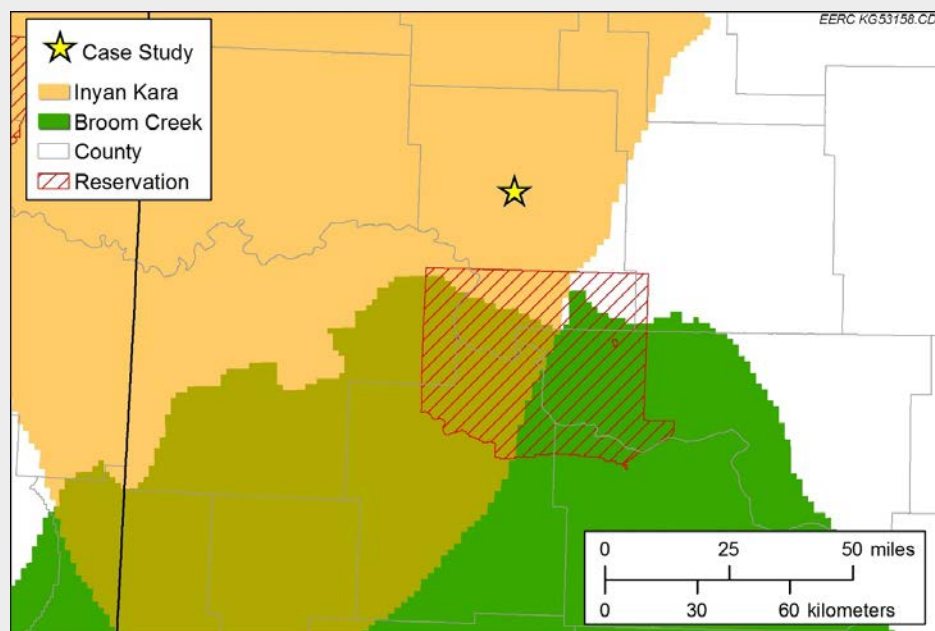 EERC KG53158.CD
Case Study
Inyan Kara
Broom Creek
County
Reservation
0 25 50 miles
0 30 60 kilometers